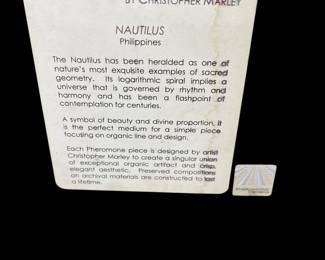 BY CHRISTOPHER MARLEY
NAUTILUS
Philippines
The Nautilus has been heralded as one of
nature's most exquisite examples of sacred
geometry. Its logarithmic spiral implies a
universe that is governed by rhythm and
harmony and has been a flashpoint of
contemplation for centuries.
A symbol of beauty and divine proportion, it
is the perfect medium for a simple piece
focusing on organic line and design.
Each Pheromone piece is designed by artist
Christopher Marley to create a singular union
of exceptional organic artifact and crisp,
elegant aesthetic. Preserved compositions
on archival materials are constructed to last
a lifetime.